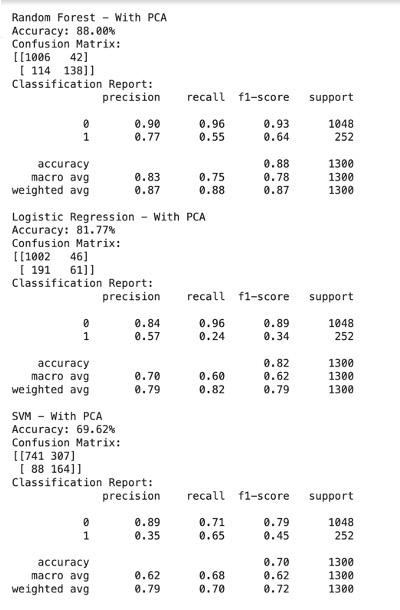 Random Forest - With PCA
Accuracy: 88.00%
Confusion Matrix:
[[1006 42]
[ 114 138]]
Classification Report:
precision recall f1-score support
0 0.90 0.96 0.93 1048
1 0.77 0.55 0.64 252
accuracy 0.88 1300
macro avg 0.83 0.75 0.78 1300
weighted avg 0.87 0.88 0.87 1300
Logistic Regression - With PCA
Accuracy: 81.77%
Confusion Matrix:
[[1002 46]
[ 191 61]]
Classification Report:
precision recall f1-score support
0 0.84 0.96 0.89 1048
1 0.57 0.24 0.34 252
accuracy 0.82 1300
macro avg 0.70 0.60 0.62 1300
weighted avg 0.79 0.82 0.79 1300
SVM - With PCA
Accuracy: 69.62%
Confusion Matrix:
[[741 307]
[ 88 164]]
Classification Report:
precision recall f1-score support
0 0.89 0.71 0.79 1048
1 0.35 0.65 0.45 252
accuracy 0.70 1300
macro avg 0.62 0.68 0.62 1300
weighted avg 0.79 0.70 0.72 1300